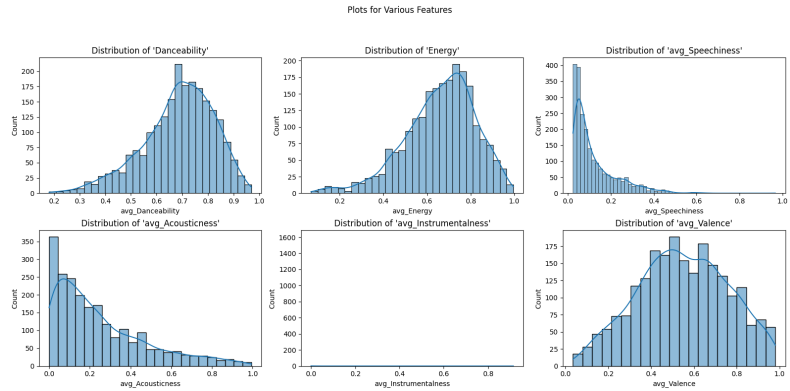 Plots for Various Features
Distribution of 'Danceability'
Distribution of 'Energy'
Distribution of 'avg_Speechiness'
Count
200
175
150
125
100
75
50
25
0
0.2 0.3 0.4 0.5 0.6 0.7 0.8 0.9 1.0
avg_Danceability
Count
200
175
150
125
100
75
50
25
0
0.2 0.4 0.6 0.8 1.0
avg_Energy
Count
400
350
300
250
200
150
100
50
0
0.0 0.2 0.4 0.6 0.8 1.0
avg_Speechiness
Distribution of 'avg_Acousticness'
Distribution of 'avg_Instrumentalness'
Distribution of 'avg_Valence'
Count
350
300
250
200
150
100
50
0
0.0 0.2 0.4 0.6 0.8 1.0
avg_Acousticness
Count
1600
1400
1200
1000
800
600
400
200
0
0.0 0.2 0.4 0.6 0.8
avg_Instrumentalness
Count
175
150
125
100
75
50
25
0
0.0 0.2 0.4 0.6 0.8 1.0
avg_Valence